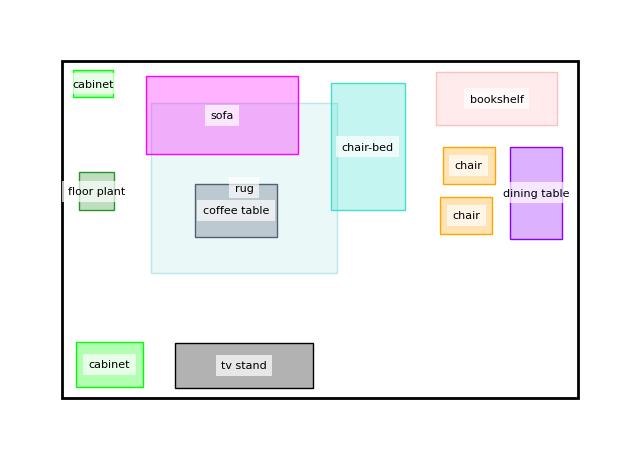 cabinet
sofa
bookshelf
chair-bed
chair
floor plant
rug
dining table
coffee table
chair
cabinet
tv stand